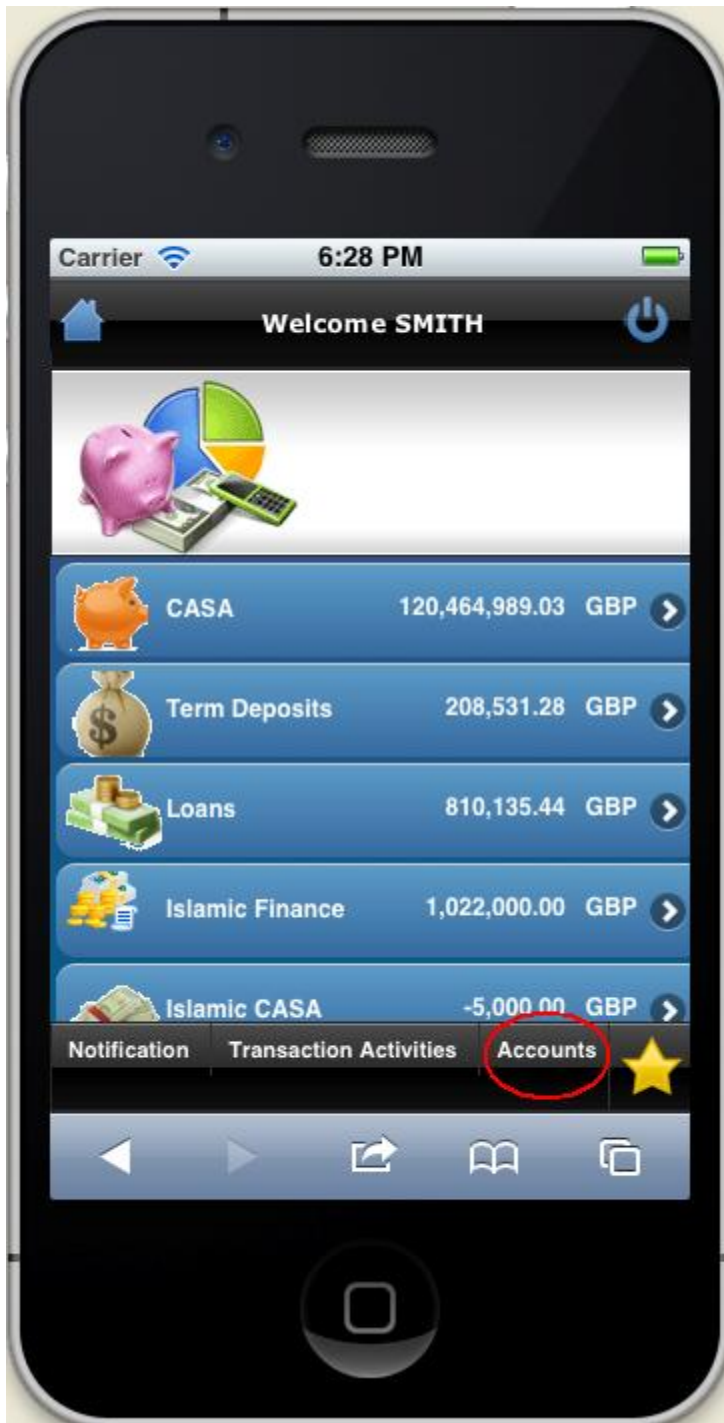 Carrier 6:28 PM
Welcome SMITH
CASA 120,464,989.03 GBP
Term Deposits 208,531.28 GBP
Loans 810,135.44 GBP
Islamic Finance 1,022,000.00 GBP
Islamic CASA -5,000.00 GBP
Notification Transaction Activities Accounts